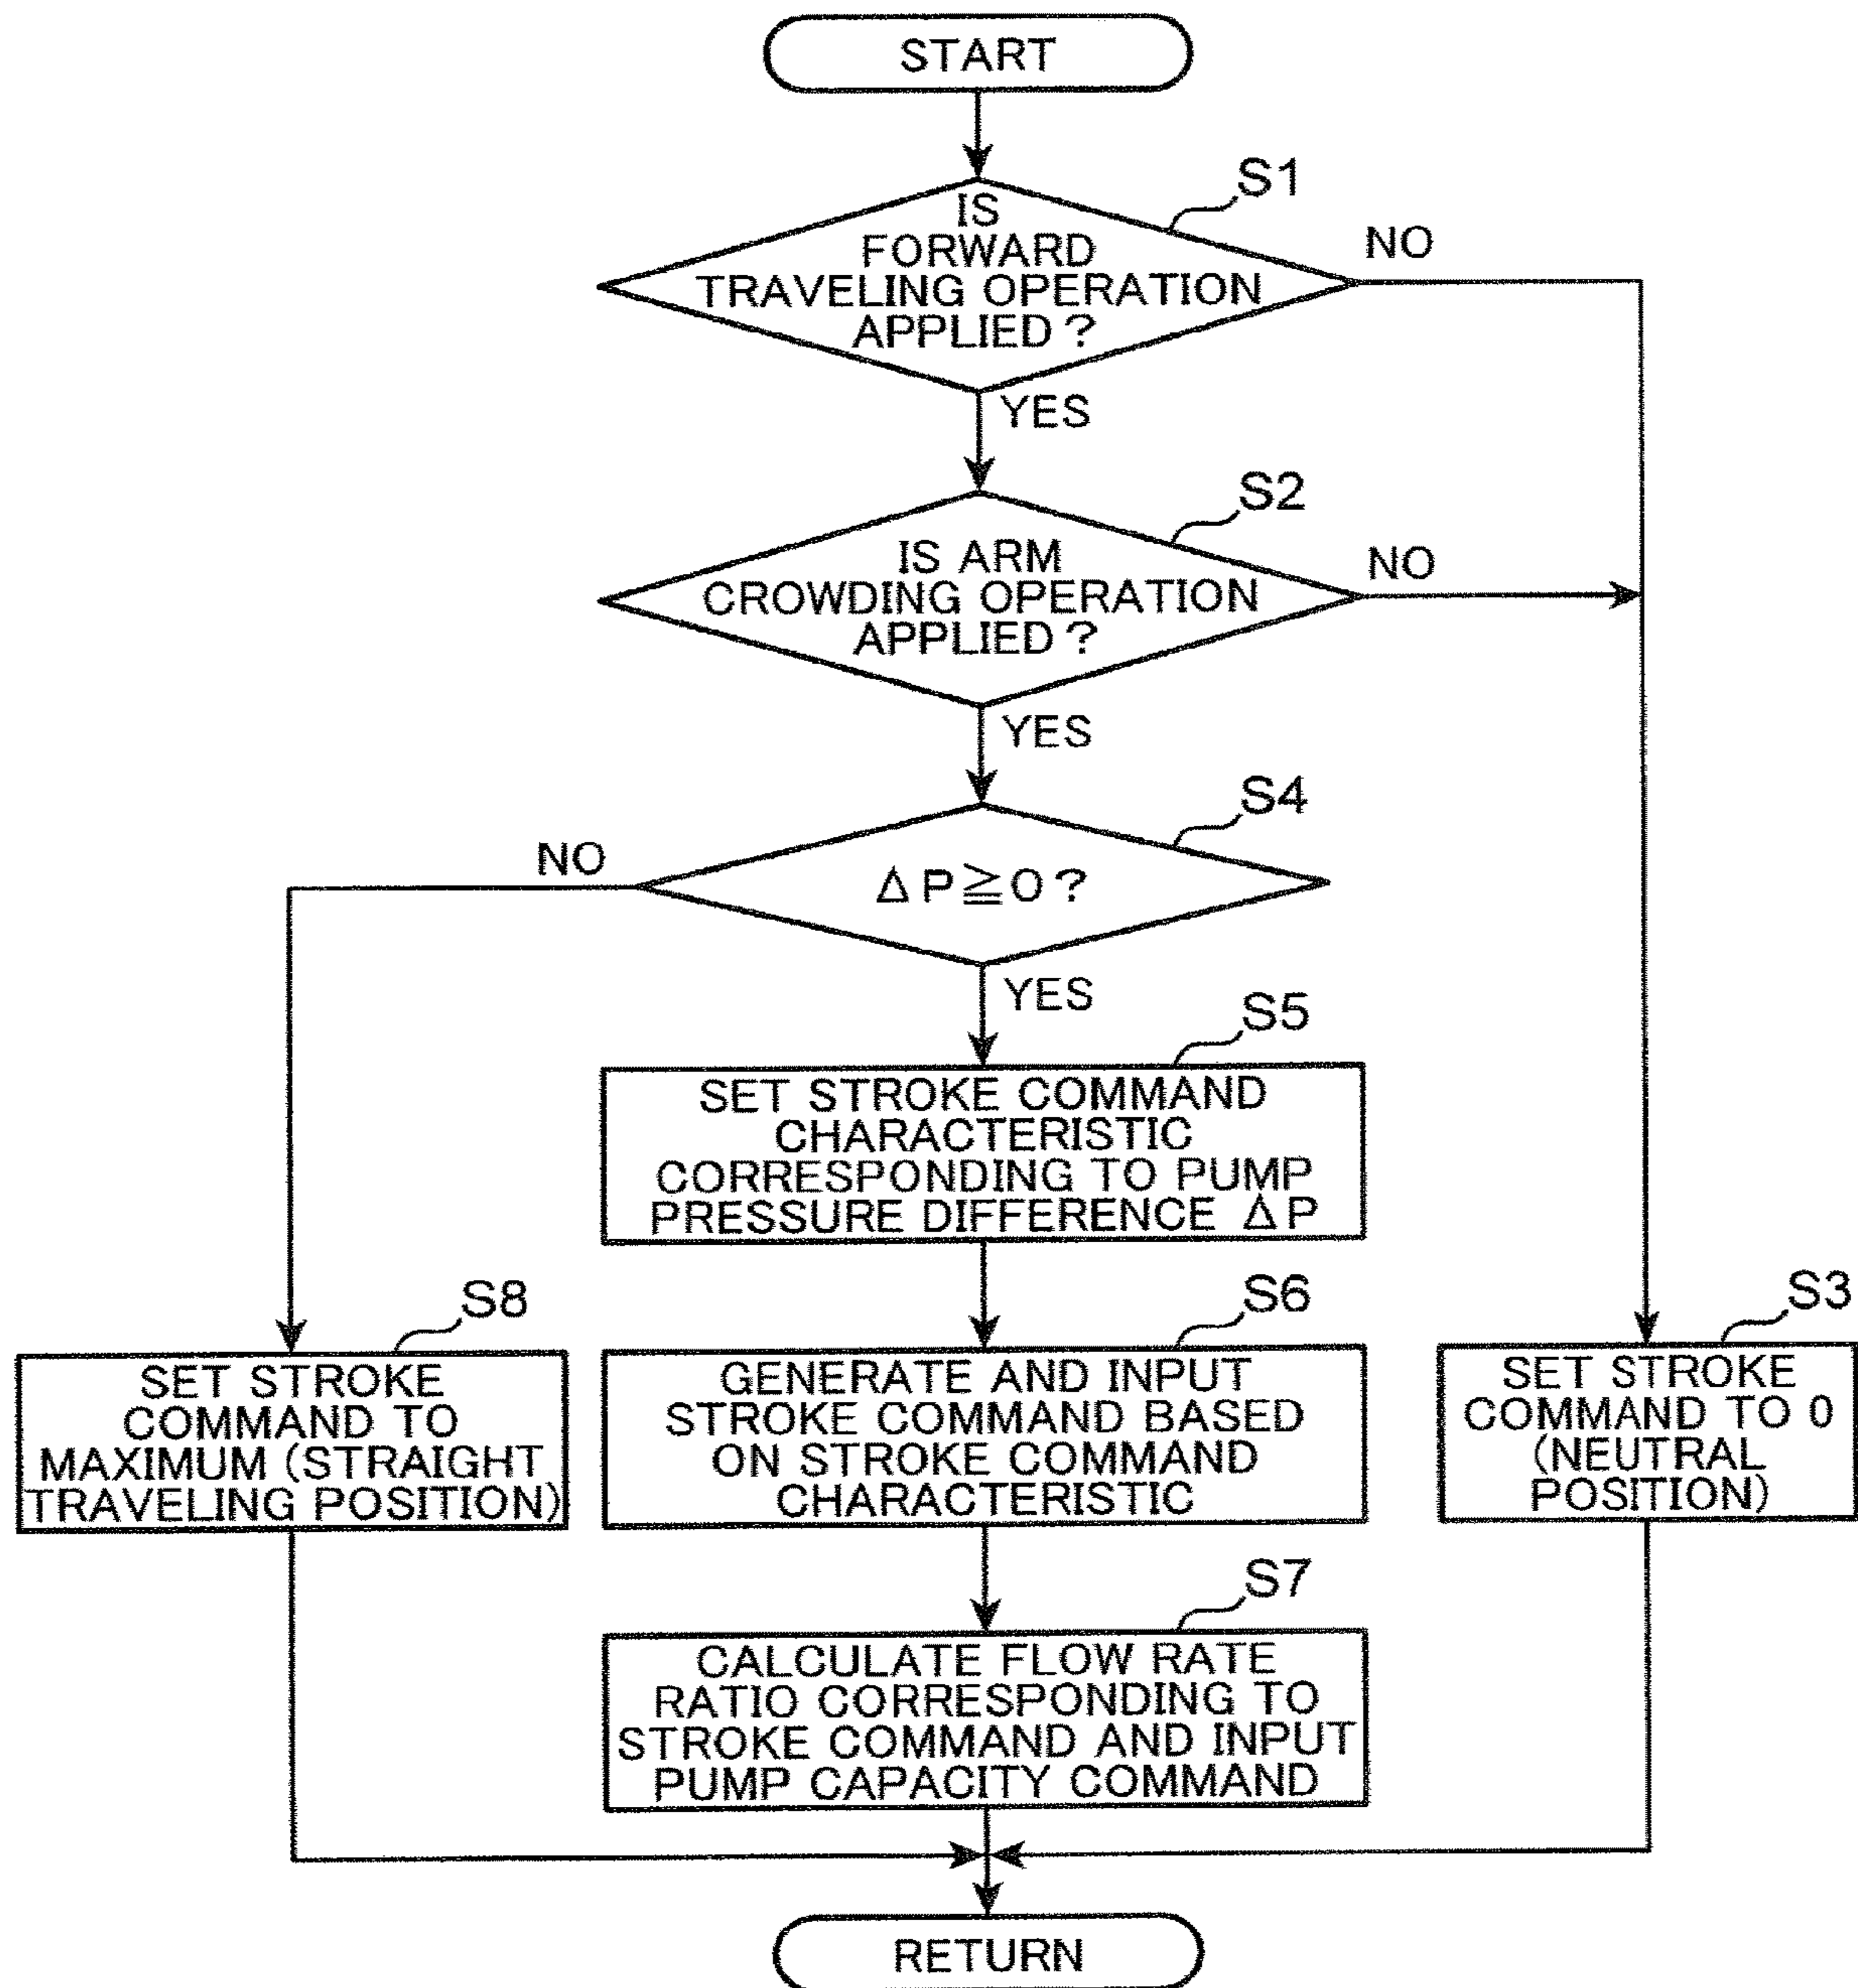 START
S1
IS
FORWARD
TRAVELING OPERATION
APPLIED ?
NO
YES
S2
IS ARM
CROWDING OPERATION
APPLIED ?
NO
YES
S4
NO
ΔP≧0?
YES
S5
SET STROKE COMMAND
CHARACTERISTIC
CORRESPONDING TO PUMP
PRESSURE DIFFERENCE ΔP
S8
SET STROKE
COMMAND TO
MAXIMUM (STRAIGHT
TRAVELING POSITION)
S6
GENERATE AND INPUT
STROKE COMMAND BASED
ON STROKE COMMAND
CHARACTERISTIC
S3
SET STROKE
COMMAND TO 0
(NEUTRAL
POSITION)
S7
CALCULATE FLOW RATE
RATIO CORRESPONDING TO
STROKE COMMAND AND INPUT
PUMP CAPACITY COMMAND
RETURN